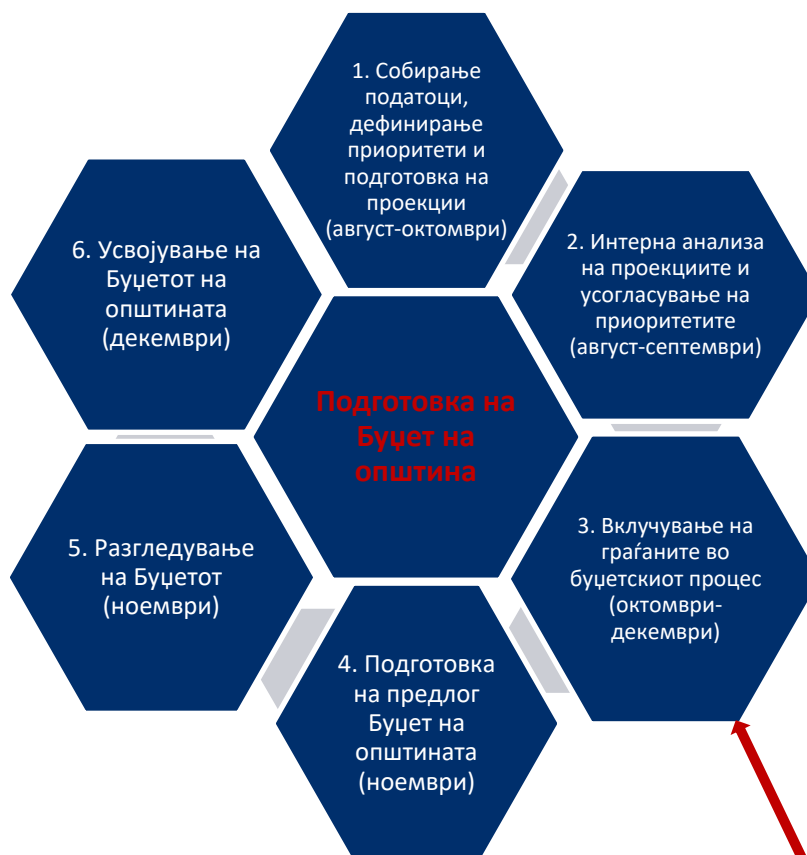 1. Собирање
податоци,
дефинирање
приоритети и
подготовка на
проекции
(август-октомври)
2. Интерна анализа
на проекциите и
усогласување на
приоритетите
(август-септември)
3. Вклучување на
граѓаните во
буџетскиот процес
(октомври-
декември)
4. Подготовка
на предлог
Буџет на
општината
(ноември)
5. Разгледување
на Буџетот
(ноември)
6. Усвојување на
Буџетот на
општината
(декември)
Подготовка на
Буџет на
општина